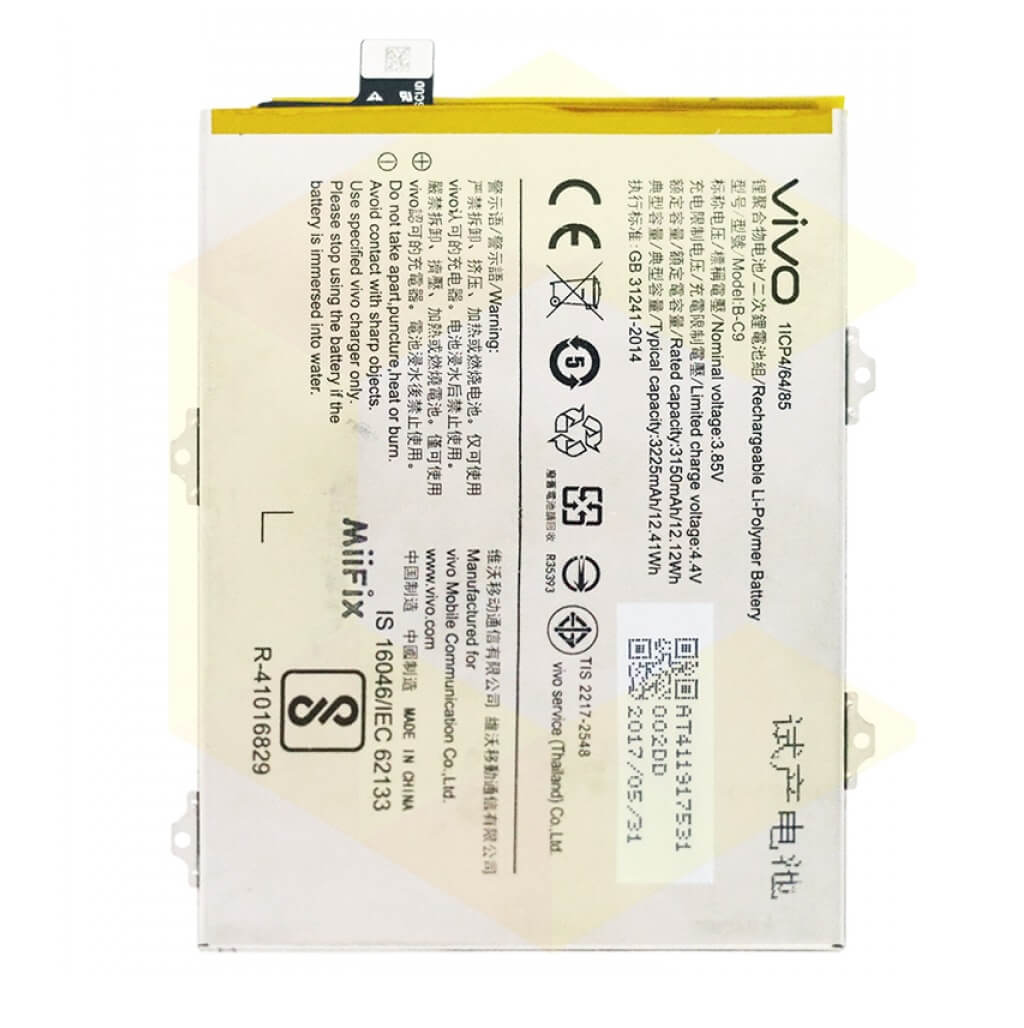 vivo 1ICP4/64/85
锂聚合物电池/二次鋰電池組/Rechargeable Li-Polymer Battery
型号/型號/Model:B-C9
标称电压/標稱電壓/Nominal voltage:3.85V
充电限制电压/充電限制電壓/Limited charge voltage:4.4V
额定容量/額定電容量/Rated capacity:3150mAh/12.12Wh
典型容量/典型容量/Typical capacity:3225mAh/12.41Wh
执行标准:GB 31241-2014
AT411917531
002DD
2017/05/31
试产电池
CE
5
廢舊電池請回收
R35393
TIS 2217-2548
vivo service (Thailand) Co.,Ltd.
警示语/警示語/Warning:
严禁拆卸、挤压、加热或燃烧电池。仅可使用
vivo认可的充电器。电池浸水后禁止使用。
嚴禁拆卸、擠壓、加熱或燃燒電池。僅可使用
vivo認可的充電器。電池浸水後禁止使用。
Do not take apart,puncture,heat or burn.
Avoid contact with sharp objects.
Use specified vivo charger only.
Please stop using the battery if the
battery is immersed into water.
维沃移动通信有限公司 維沃移動通信有限公司
Manufactured for
vivo Mobile Communication Co.,Ltd.
www.vivo.com
中国制造 中國製造 MADE IN CHINA
MiiFix
IS 16046/IEC 62133
R-41016829